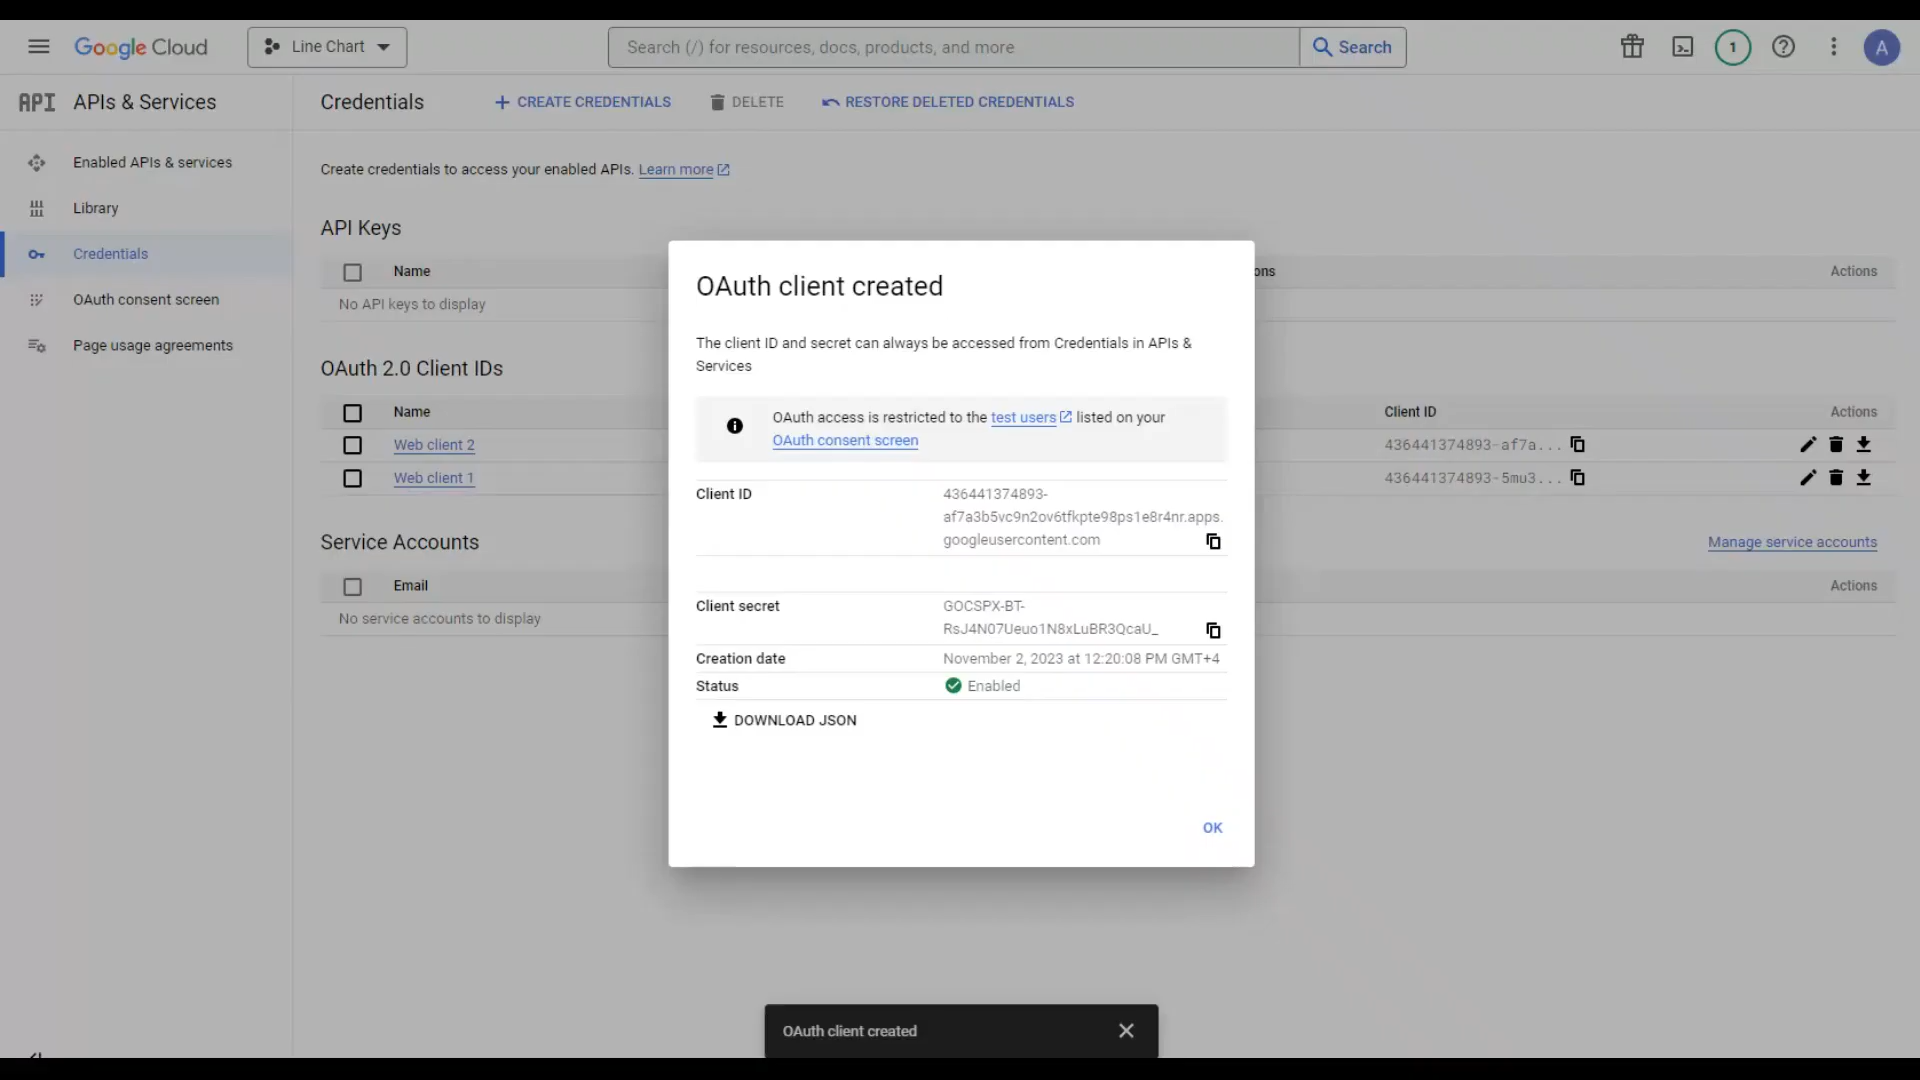 Google Cloud
Line Chart
Search (/) for resources, docs, products, and more
Search
1
A
API APIs & Services
Credentials
CREATE CREDENTIALS
DELETE
RESTORE DELETED CREDENTIALS
Enabled APIs & services
Library
Credentials
OAuth consent screen
Page usage agreements
Create credentials to access your enabled APIs. Learn more
API Keys
Name
ons
Actions
No API keys to display
OAuth 2.0 Client IDs
Name
Client ID
Actions
Web client 2
436441374893-af7a...
Web client 1
436441374893-5mu3...
Service Accounts
Manage service accounts
Email
Actions
No service accounts to display
OAuth client created
The client ID and secret can always be accessed from Credentials in APIs &
Services
OAuth access is restricted to the test users listed on your
OAuth consent screen
Client ID
436441374893-
af7a3b5vc9n2ov6tfkpte98ps1e8r4nr.apps.
googleusercontent.com
Client secret
GOCSPX-BT-
RsJ4N07Ueuo1N8xLuBR3QcaU_
Creation date
November 2, 2023 at 12:20:08 PM GMT+4
Status
Enabled
DOWNLOAD JSON
OK
OAuth client created